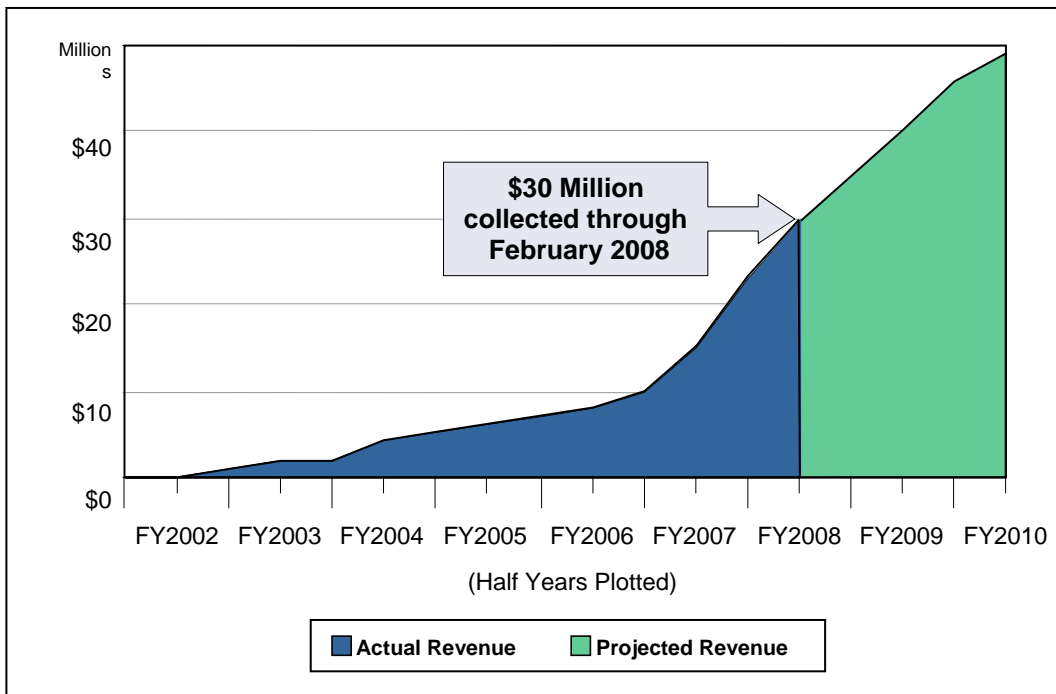 Million
s
$40
$30
$20
$10
$0
$30 Million
collected through
February 2008
FY2002 FY2003 FY2004 FY2005 FY2006 FY2007 FY2008 FY2009 FY2010
(Half Years Plotted)
Actual Revenue Projected Revenue